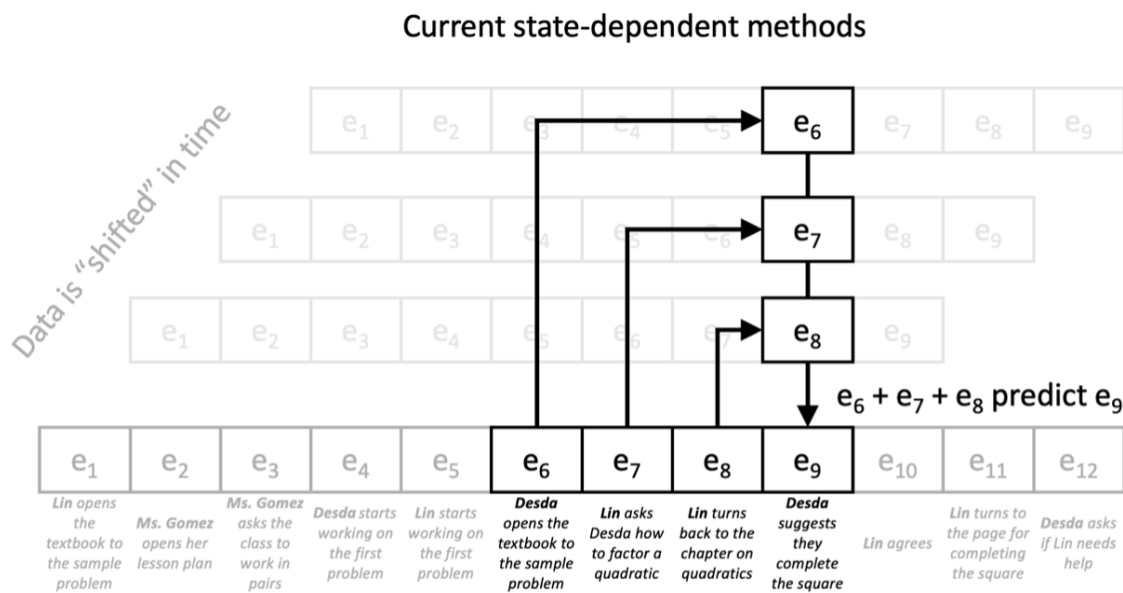 Current state-dependent methods
Data is “shifted” in time
e₁ e₂ e₃ e₄ e₅ e₆ e₇ e₈ e₉
e₁ e₂ e₃ e₄ e₅ e₆ e₇ e₈ e₉
e₁ e₂ e₃ e₄ e₅ e₆ e₇ e₈ e₉
e₆ + e₇ + e₈ predict e₉
e₁ e₂ e₃ e₄ e₅ e₆ e₇ e₈ e₉ e₁₀ e₁₁ e₁₂
Lin opens
the
textbook to
the sample
problem
Ms. Gomez
opens her
lesson plan
Ms. Gomez
asks the
class to
work in
pairs
Desda starts
working on
the first
problem
Lin starts
working on
the first
problem
Desda
opens the
textbook to
the sample
problem
Lin asks
Desda how
to factor a
quadratic
Lin turns
back to the
chapter on
quadratics
Desda
suggests
they
complete
the square
Lin agrees
Lin turns to
the page for
completing
the square
Desda asks
if Lin needs
help